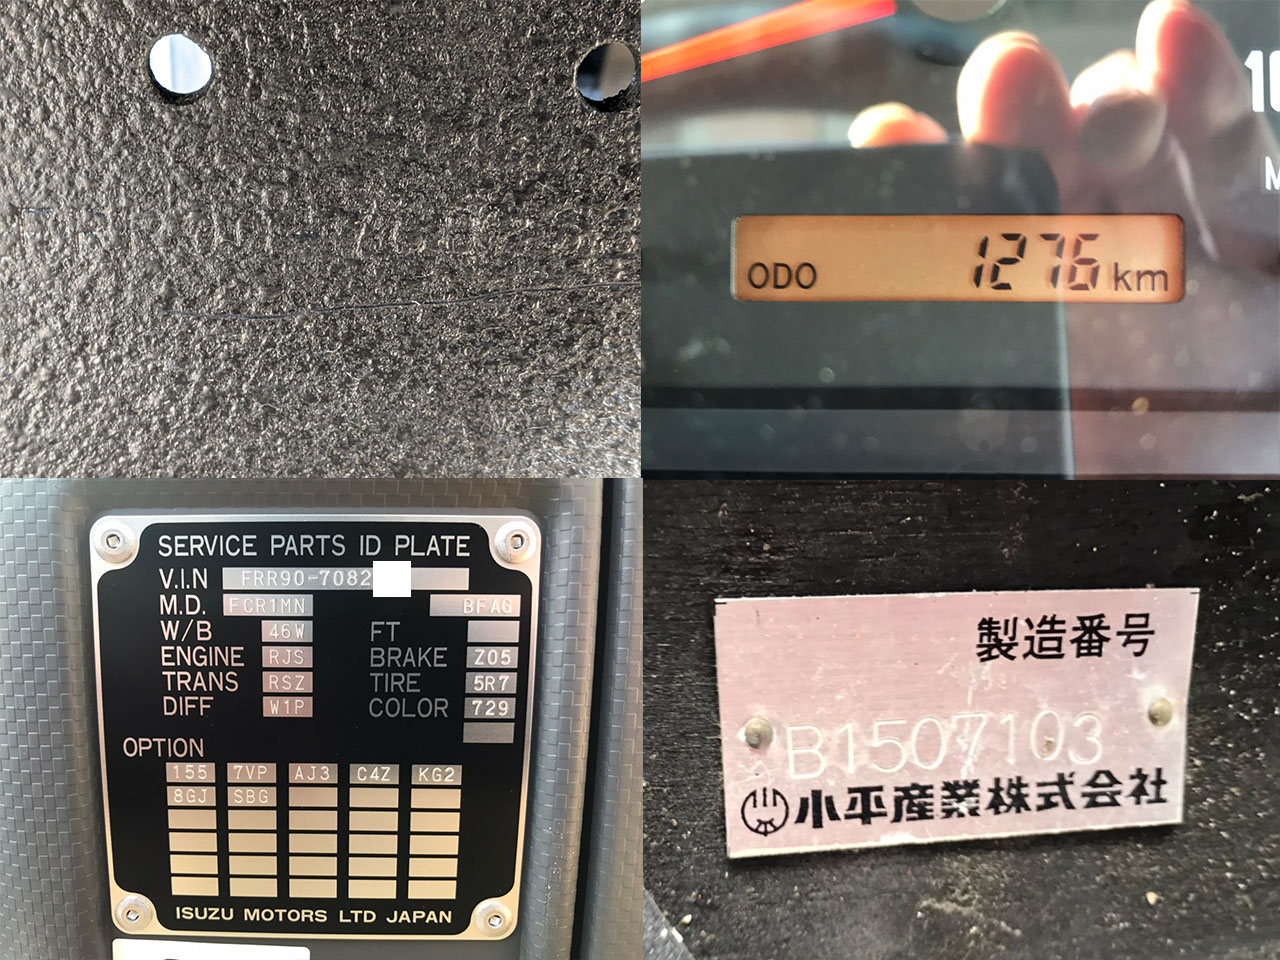 ODO 1276 km
10
M
SERVICE PARTS ID PLATE
V.I.N FRR90-7082
M.D. FCR1MN BFAG
W/B 46W FT
ENGINE RJS BRAKE Z05
TRANS RSZ TIRE 5R7
DIFF W1P COLOR 729
OPTION
155 7VP AJ3 C4Z KG2
8GJ SBG
ISUZU MOTORS LTD JAPAN
製造番号
B1507103
小平産業株式会社